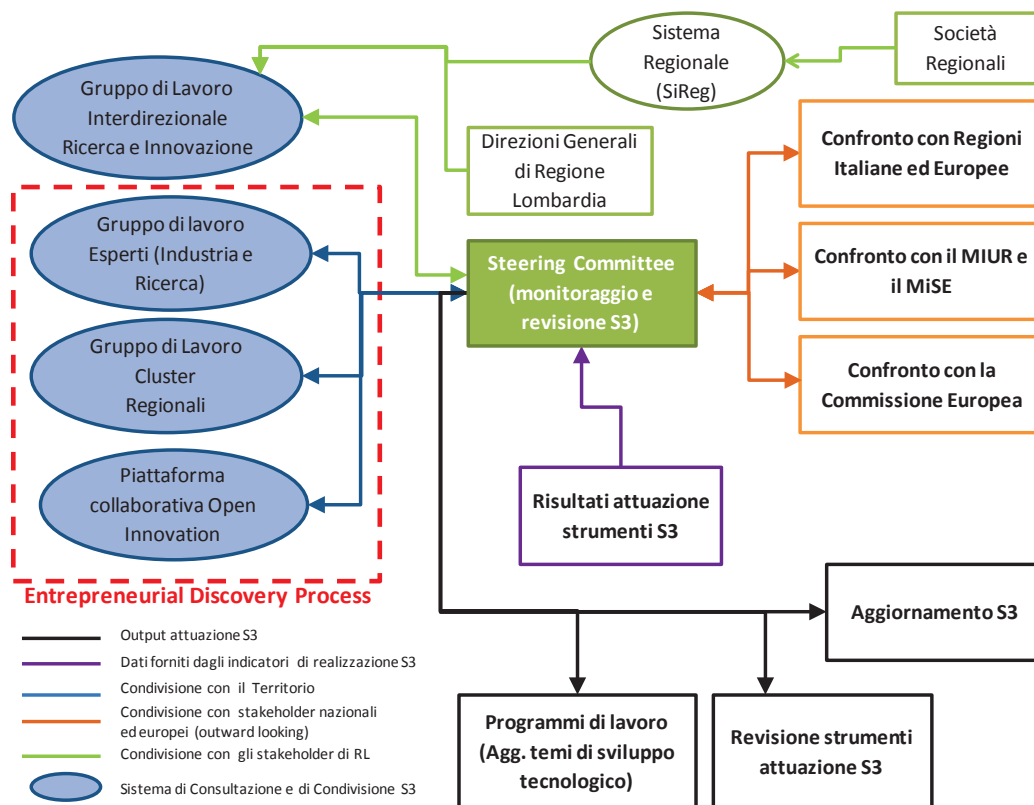 Gruppo di Lavoro
Interdirezionale
Ricerca e Innovazione
Sistema
Regionale
(SiReg)
Società
Regionali
Direzioni Generali
di Regione
Lombardia
Confronto con Regioni
Italiane ed Europee
Gruppo di lavoro
Esperti (Industria e
Ricerca)
Steering Committee
(monitoraggio e
revisione S3)
Confronto con il MIUR e
il MiSE
Gruppo di Lavoro
Cluster
Regionali
Confronto con la
Commissione Europea
Piattaforma
collaborativa Open
Innovation
Risultati attuazione
strumenti S3
Entrepreneurial Discovery Process
Aggiornamento S3
Output attuazione S3
Dati forniti dagli indicatori di realizzazione S3
Condivisione con il Territorio
Condivisione con stakeholder nazionali
ed europei (outward looking)
Condivisione con gli stakeholder di RL
Sistema di Consultazione e di Condivisione S3
Programmi di lavoro
(Agg. temi di sviluppo
tecnologico)
Revisione strumenti
attuazione S3